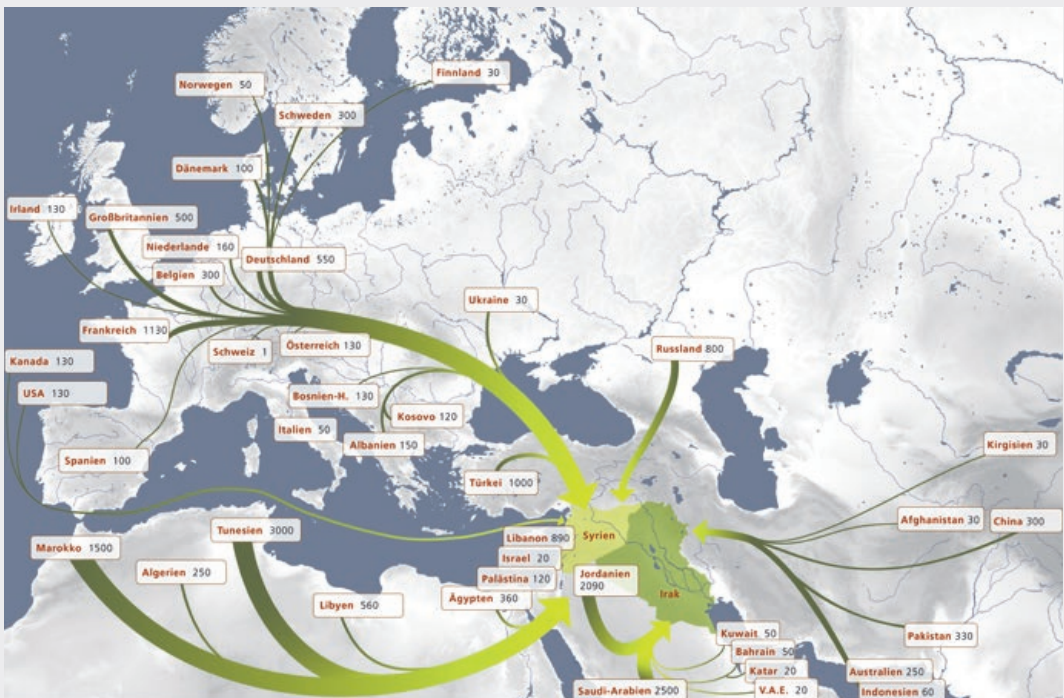 Finnland 30
Norwegen 50
Schweden 300
Dänemark 100
Irland 130
Großbritannien 500
Niederlande 160
Deutschland 550
Belgien 300
Ukraine 30
Frankreich 1130
Österreich 130
Schweiz 1
Russland 800
Kanada 130
USA 130
Bosnien-H. 130
Kosovo 120
Italien 50
Albanien 150
Spanien 100
Kirgisien 30
Türkei 1000
Afghanistan 30
China 300
Tunesien 3000
Marokko 1500
Libanon 890
Syrien
Israel 20
Algerien 250
Palästina 120
Jordanien
2090
Ägypten 360
Irak
Libyen 560
Kuwait 50
Pakistan 330
Bahrain 50
Katar 20
Australien 250
Saudi-Arabien 2500
V.A.E. 20
Indonesien 60